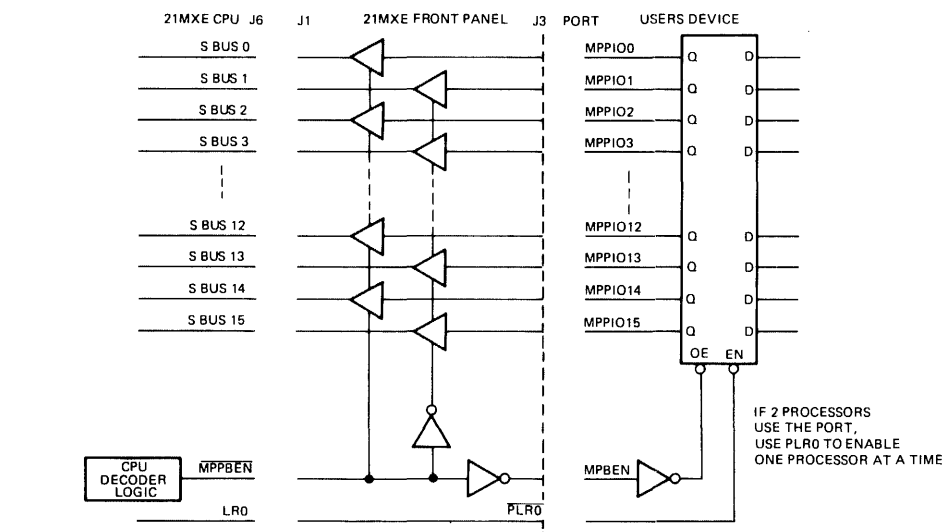 21MXE CPU J6 J1 21MXE FRONT PANEL J3 PORT USERS DEVICE
S BUS 0 MPPIO0 Q D
S BUS 1 MPPIO1 Q D
S BUS 2 MPPIO2 Q D
S BUS 3 MPPIO3 Q D
S BUS 12 MPPIO12 Q D
S BUS 13 MPPIO13 Q D
S BUS 14 MPPIO14 Q D
S BUS 15 MPPIO15 Q D
OE EN
IF 2 PROCESSORS
USE THE PORT,
USE PLR0 TO ENABLE
ONE PROCESSOR AT A TIME
CPU
DECODER
LOGIC
MPPBEN MPBEN
LR0 PLR0